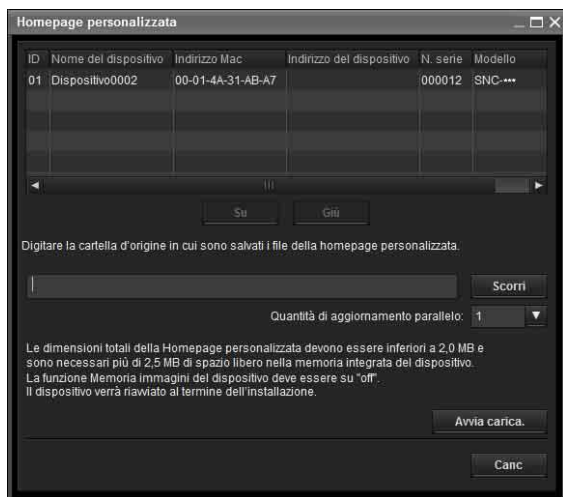 Homepage personalizzata
ID Nome del dispositivo Indirizzo Mac Indirizzo del dispositivo N. serie Modello
01 Dispositivo0002 00-01-4A-31-AB-A7 000012 SNC-•••
Su Giù
Digitare la cartella d'origine in cui sono salvati i file della homepage personalizzata.
Scorri
Quantità di aggiornamento parallelo: 1
Le dimensioni totali della Homepage personalizzata devono essere inferiori a 2,0 MB e
sono necessari più di 2,5 MB di spazio libero nella memoria integrata del dispositivo.
La funzione Memoria immagini del dispositivo deve essere su "off".
Il dispositivo verrà riavviato al termine dell'installazione.
Avvia carica.
Canc